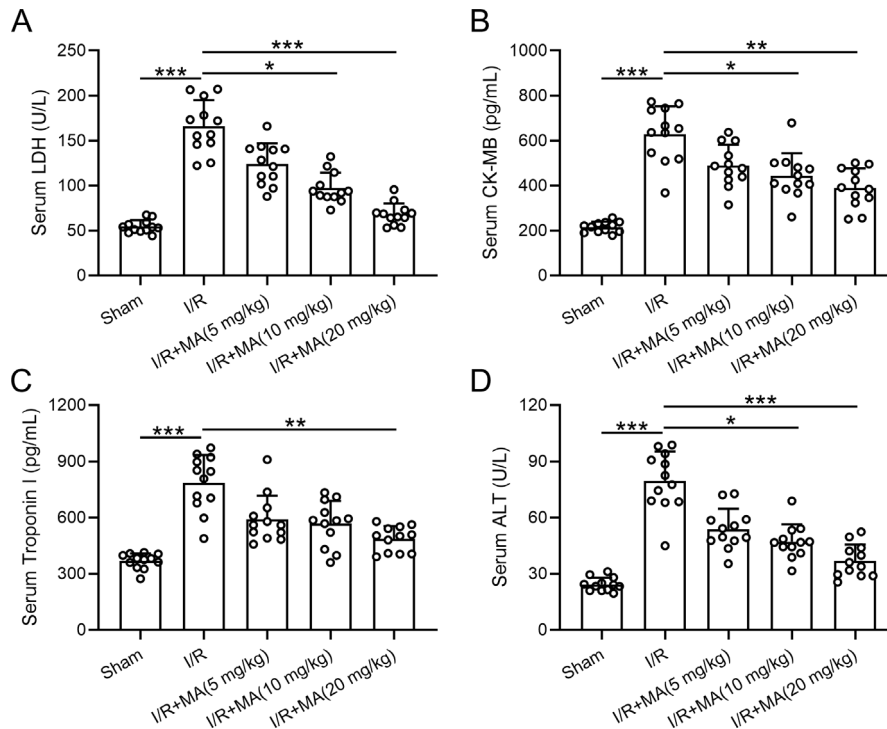 A
Serum LDH (U/L)
250
200
150
100
50
0
***
***
*
Sham
I/R
I/R+MA(5 mg/kg)
I/R+MA(10 mg/kg)
I/R+MA(20 mg/kg)
B
Serum CK-MB (pg/mL)
1000
800
600
400
200
0
***
**
*
Sham
I/R
I/R+MA(5 mg/kg)
I/R+MA(10 mg/kg)
I/R+MA(20 mg/kg)
C
Serum Troponin I (pg/mL)
1200
900
600
300
0
***
**
Sham
I/R
I/R+MA(5 mg/kg)
I/R+MA(10 mg/kg)
I/R+MA(20 mg/kg)
D
Serum ALT (U/L)
120
90
60
30
0
***
***
*
Sham
I/R
I/R+MA(5 mg/kg)
I/R+MA(10 mg/kg)
I/R+MA(20 mg/kg)